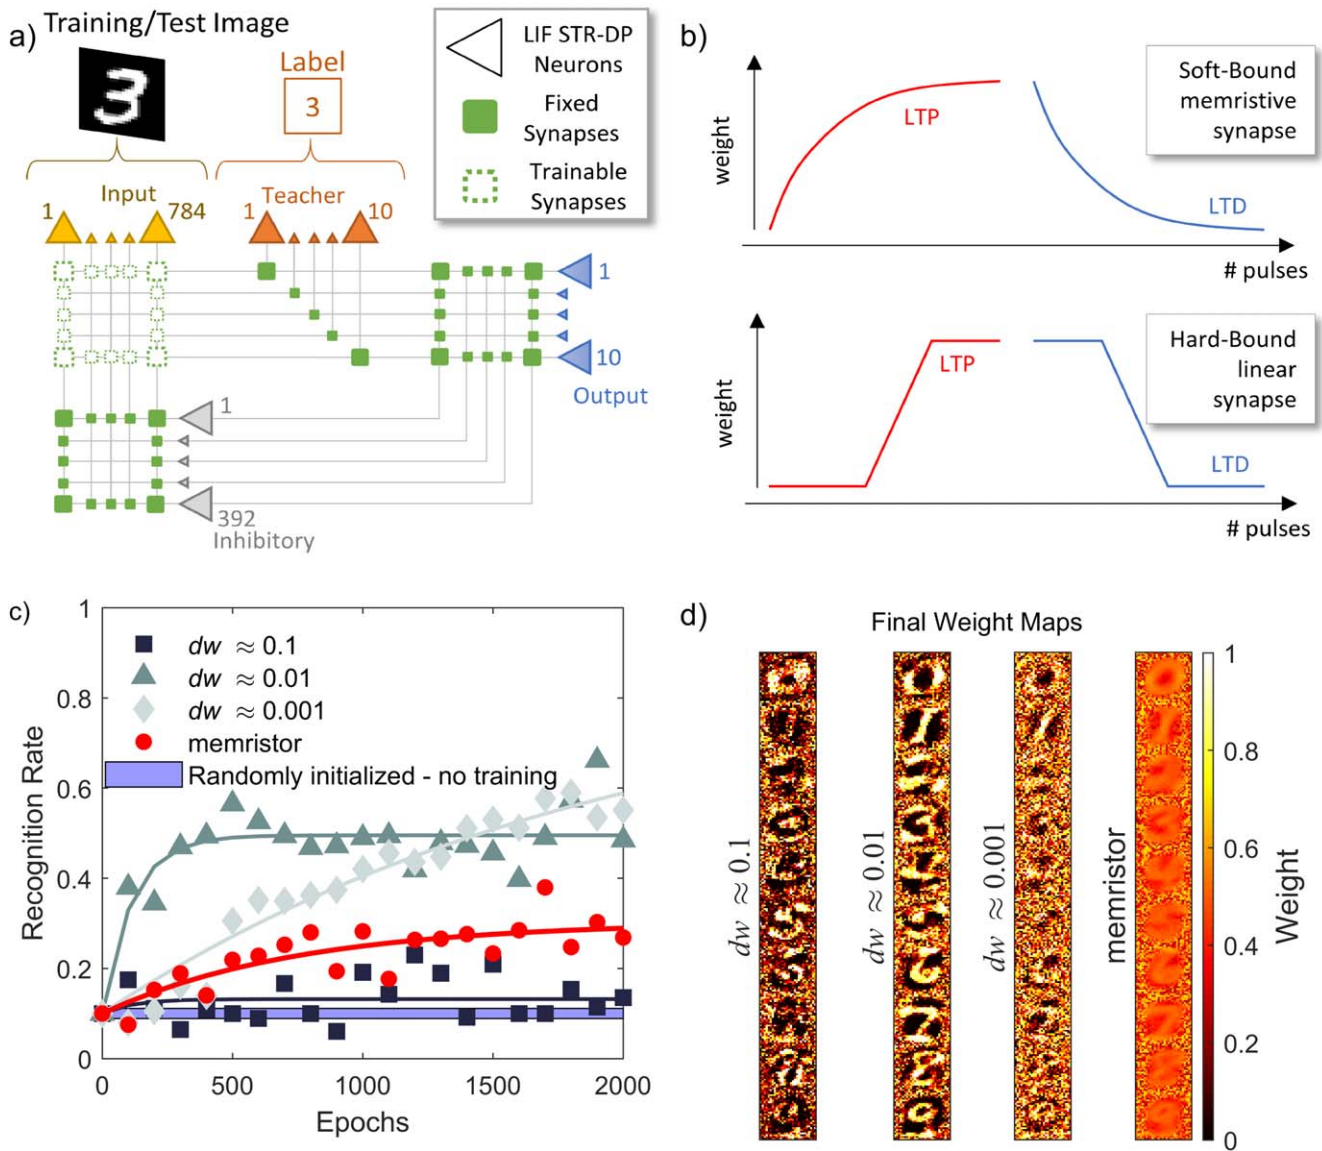 a) Training/Test Image
3
Label
3
LIF STR-DP
Neurons
Fixed
Synapses
Trainable
Synapses
Input
1
784
Teacher
1
10
1
10
Output
1
392
Inhibitory
b)
weight
LTP
LTD
# pulses
Soft-Bound
memristive
synapse
weight
LTP
LTD
# pulses
Hard-Bound
linear
synapse
c)
Recognition Rate
1
0.8
0.6
0.4
0.2
0
dw ≈ 0.1
dw ≈ 0.01
dw ≈ 0.001
memristor
Randomly initialized - no training
0 500 1000 1500 2000
Epochs
d)
Final Weight Maps
dw ≈ 0.1
dw ≈ 0.01
dw ≈ 0.001
memristor
1
0.8
0.6
0.4
0.2
0
Weight